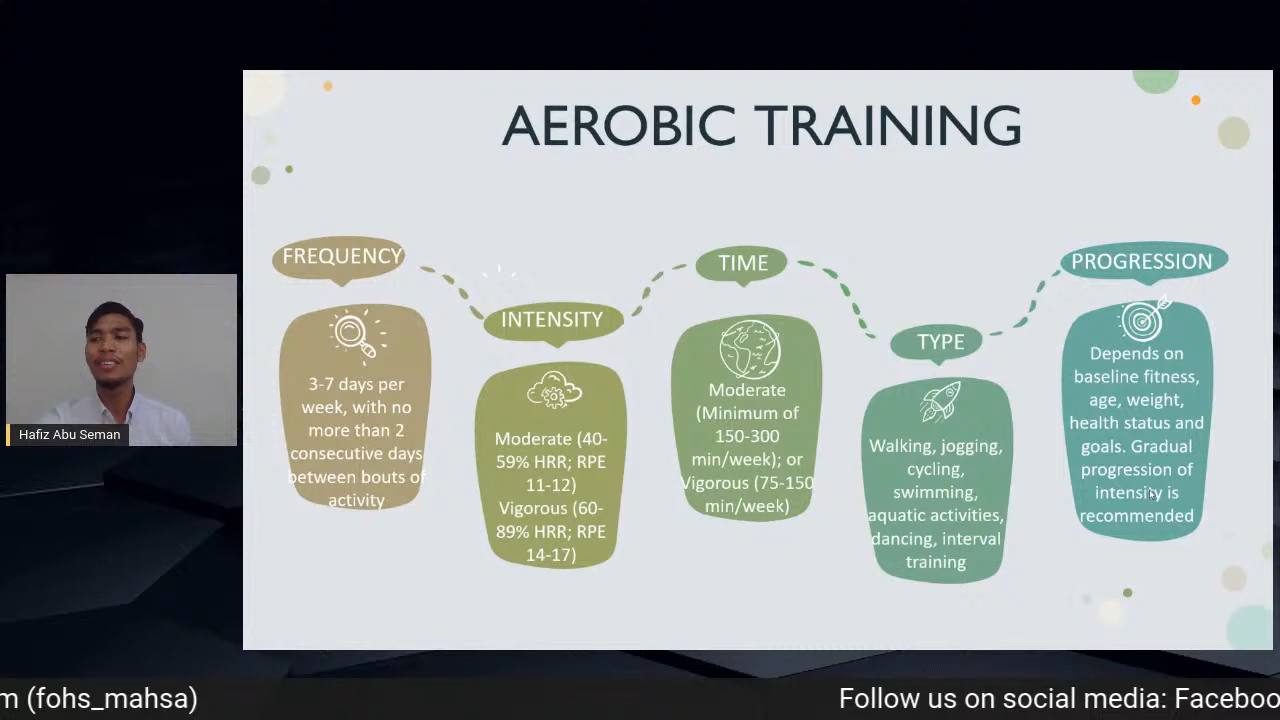 AEROBIC TRAINING
FREQUENCY
3-7 days per
week, with no
more than 2
consecutive days
between bouts of
activity
INTENSITY
Moderate (40-
59% HRR; RPE
11-12)
Vigorous (60-
89% HRR; RPE
14-17)
TIME
Moderate
(Minimum of
150-300
min/week); or
Vigorous (75-150
min/week)
TYPE
Walking, jogging,
cycling,
swimming,
aquatic activities,
dancing, interval
training
PROGRESSION
Depends on
baseline fitness,
age, weight,
health status and
goals. Gradual
progression of
intensity is
recommended
Hafiz Abu Seman
m (fohs_mahsa)
Follow us on social media: Faceboo